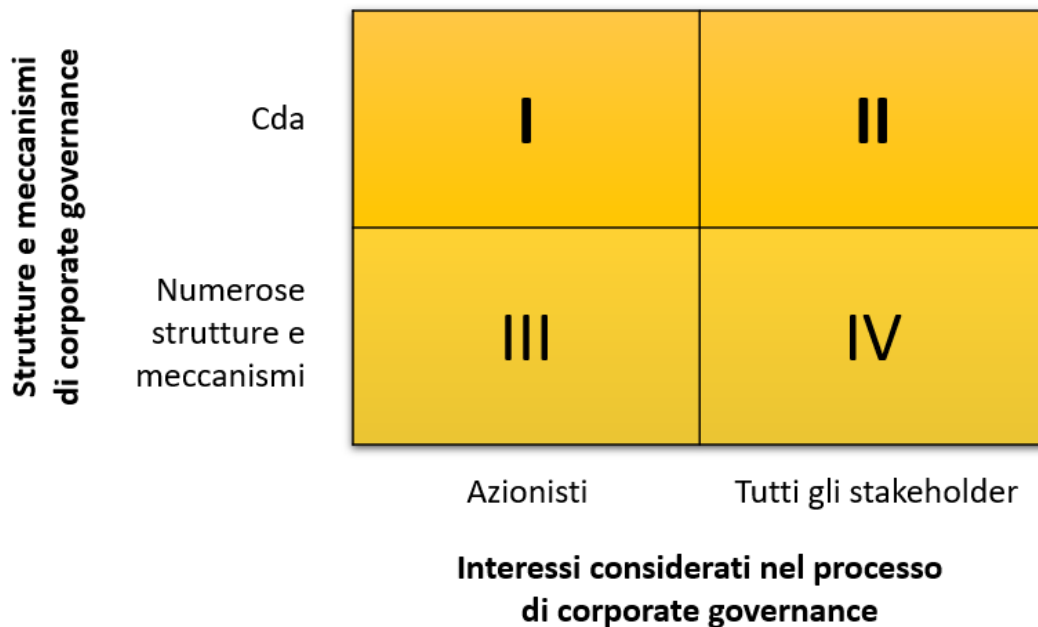 Strutture e meccanismi
di corporate governance
Cda
I
II
Numerose
strutture e
meccanismi
III
IV
Azionisti
Tutti gli stakeholder
Interessi considerati nel processo
di corporate governance